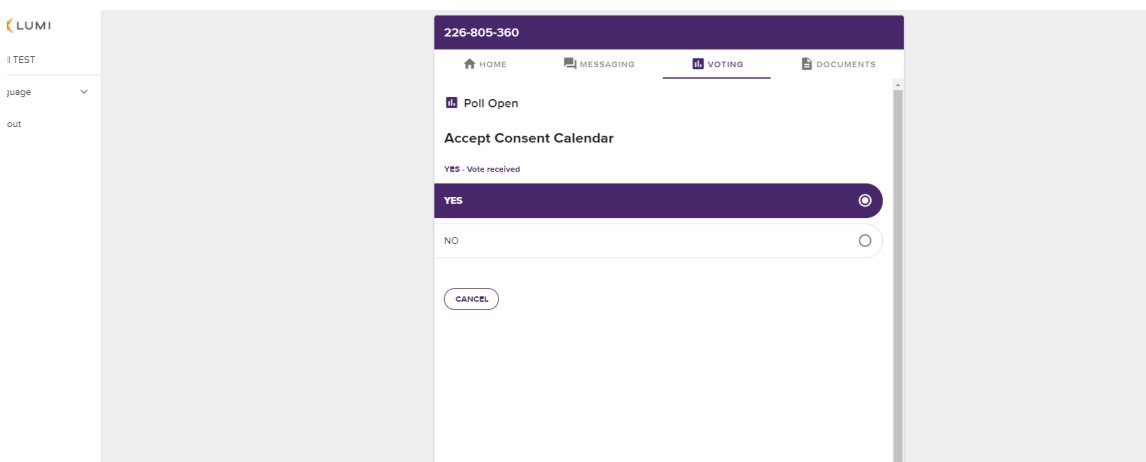 LUMI
TEST
out
226-805-360
HOME MESSAGING VOTING DOCUMENTS
Poll Open
Accept Consent Calendar
YES - Vote received
YES
NO
CANCEL